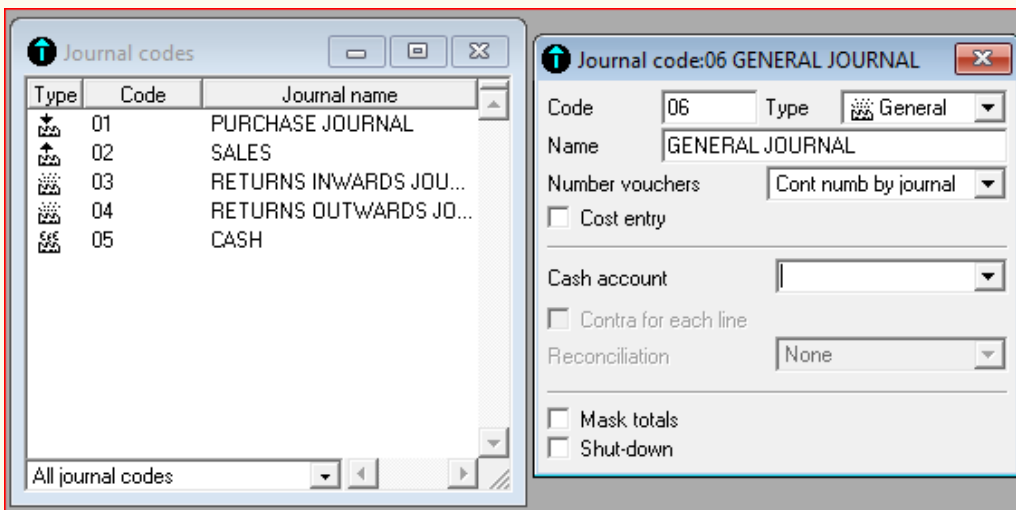 Journal codes
Type Code Journal name
01 PURCHASE JOURNAL
02 SALES
03 RETURNS INWARDS JOU...
04 RETURNS OUTWARDS JO...
05 CASH
All journal codes
Journal code:06 GENERAL JOURNAL
Code 06 Type General
Name GENERAL JOURNAL
Number vouchers Cont numb by journal
Cost entry
Cash account
Contra for each line
Reconciliation None
Mask totals
Shut-down